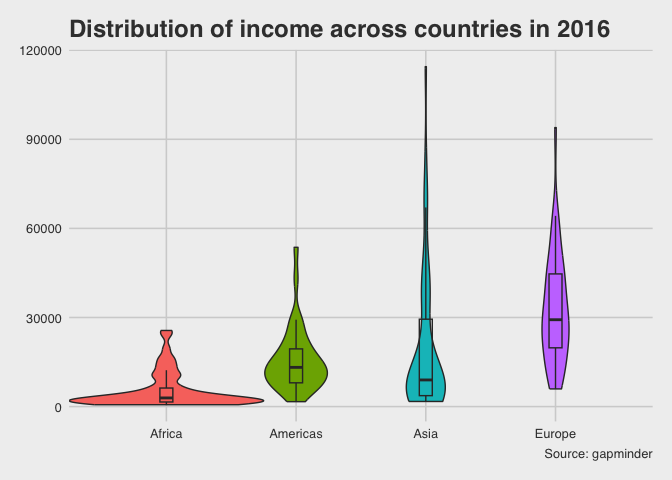 Distribution of income across countries in 2016
120000
90000
60000
30000
0
Africa Americas Asia Europe
Source: gapminder